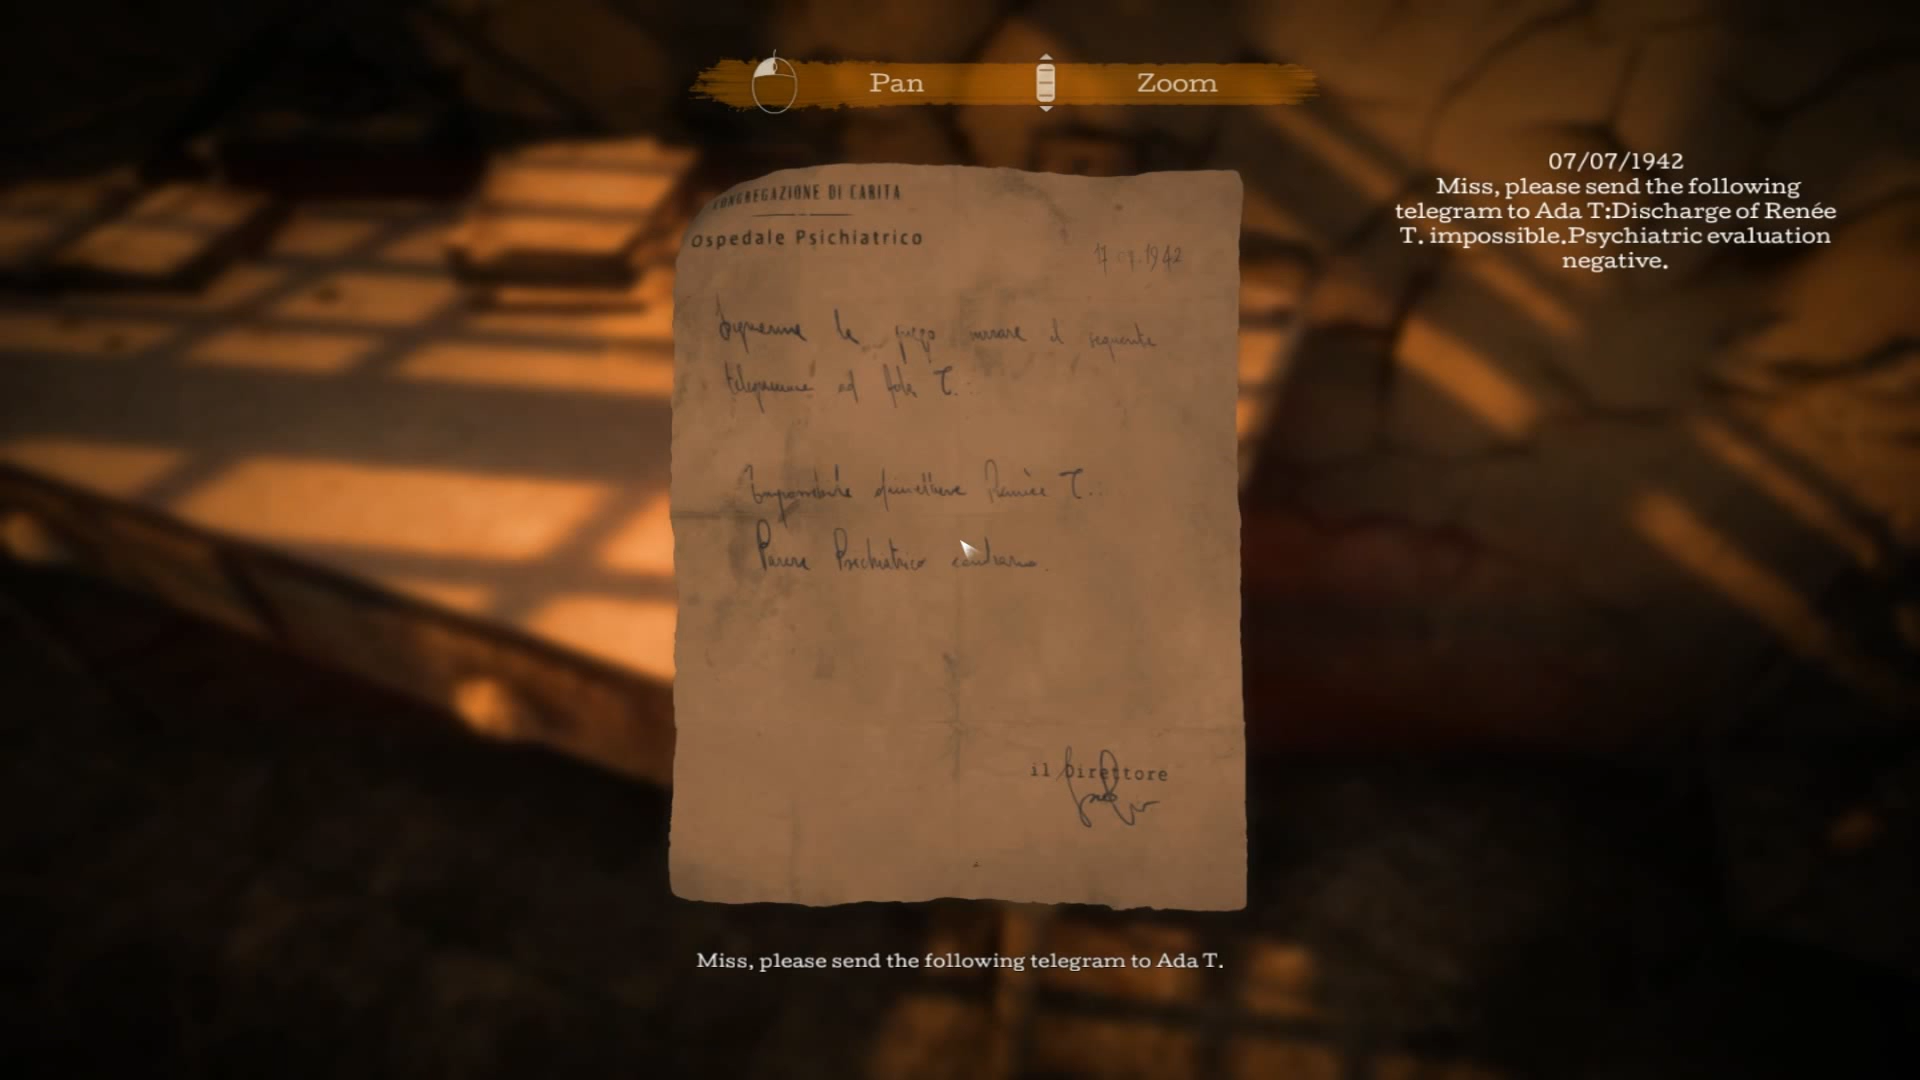 Pan
Zoom
07/07/1942
Miss, please send the following
telegram to Ada T:Discharge of Renée
T. impossible.Psychiatric evaluation
negative.
CONGREGAZIONE DI CARITA
Ospedale Psichiatrico
1942
Signorina la prego inviare il seguente
telegramma ad Ada T.:
Impossibile dimettere Renèe T.:
Parere Psichiatrico contrario.
il Direttore
Miss, please send the following telegram to Ada T.